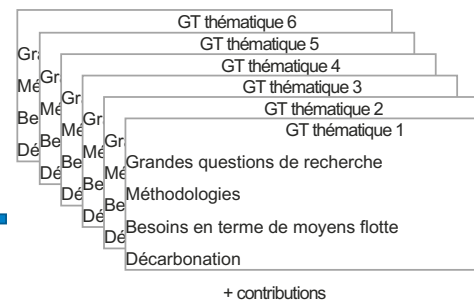 GT thématique 6
GT thématique 5
GT thématique 4
GT thématique 3
GT thématique 2
GT thématique 1
Grandes questions de recherche
Méthodologies
Besoins en terme de moyens flotte
Décarbonation
+ contributions